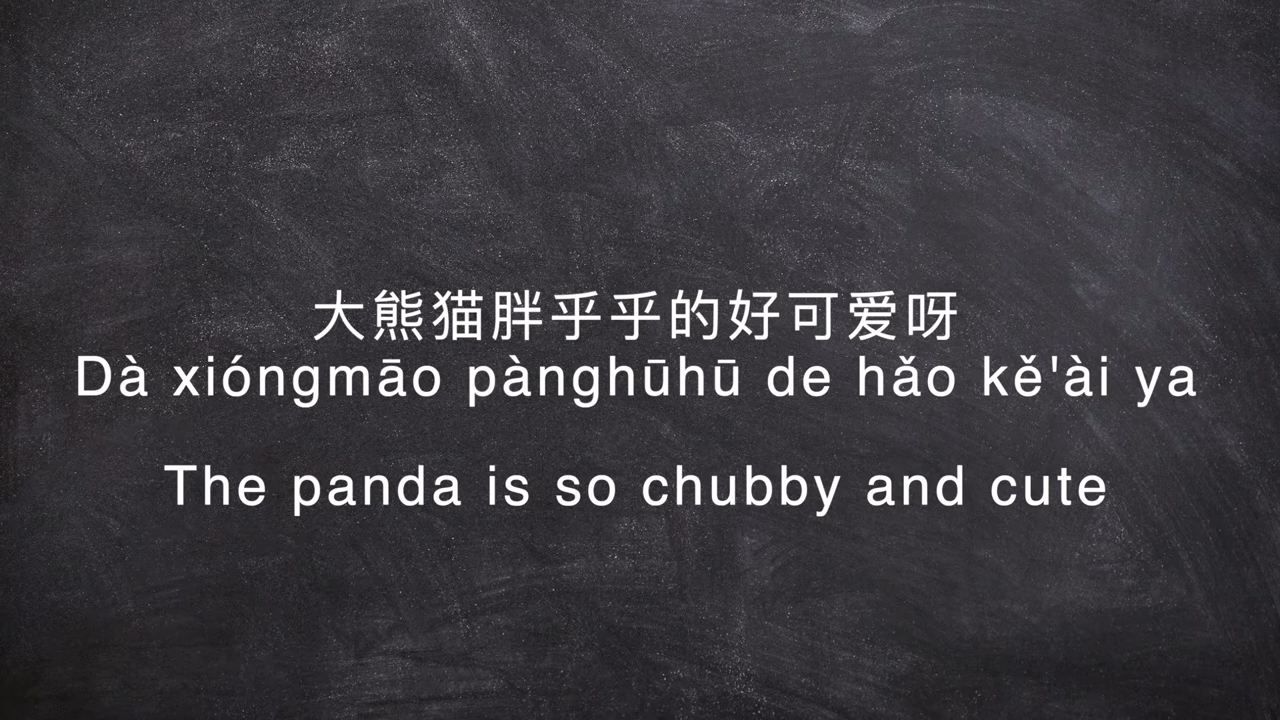 大熊猫胖乎乎的好可爱呀
Dà xióngmāo pànghūhū de hǎo kě'ài ya
The panda is so chubby and cute